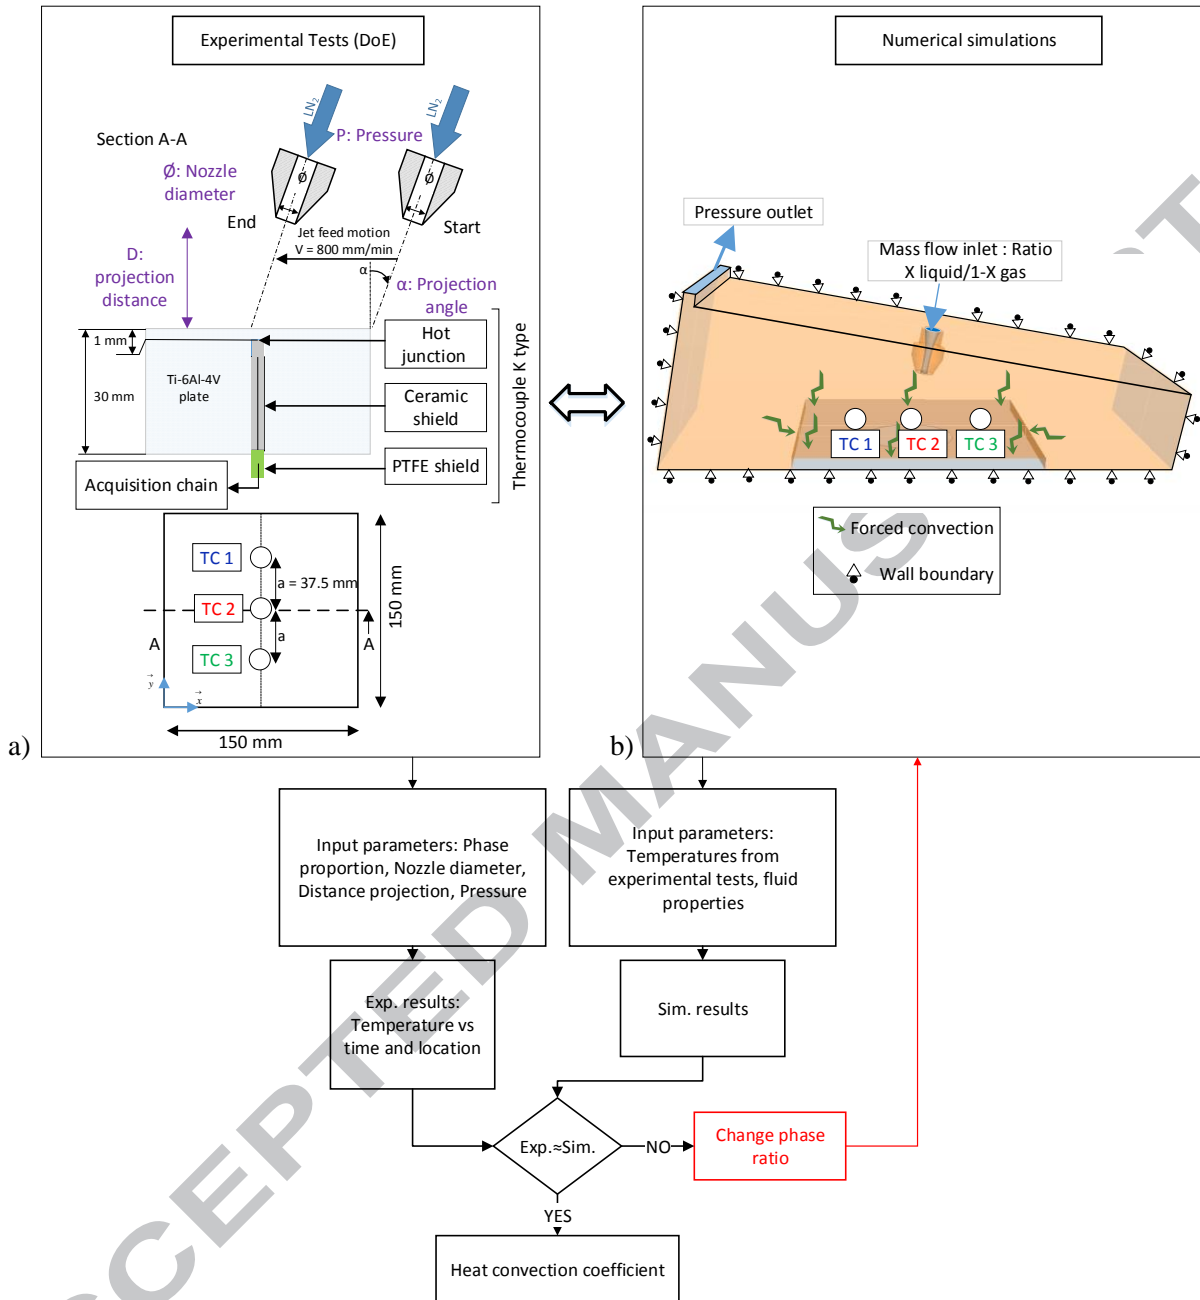 Experimental Tests (DoE)
Section A-A
LN2
LN2
P: Pressure
Ø: Nozzle
diameter
Ø
Ø
End
Start
Jet feed motion
V = 800 mm/min
D:
projection
distance
α
α: Projection
angle
1 mm
30 mm
Ti-6Al-4V
plate
Hot
junction
Ceramic
shield
PTFE shield
Acquisition chain
Thermocouple K type
TC 1
TC 2
TC 3
a = 37.5 mm
a
A
A
y
x
150 mm
150 mm
a)
Numerical simulations
Pressure outlet
Mass flow inlet : Ratio
X liquid/1-X gas
TC 1
TC 2
TC 3
Forced convection
Wall boundary
b)
Input parameters: Phase
proportion, Nozzle diameter,
Distance projection, Pressure
Input parameters:
Temperatures from
experimental tests, fluid
properties
Exp. results:
Temperature vs
time and location
Sim. results
Exp.≈Sim.
NO
Change phase
ratio
YES
Heat convection coefficient
CCEPTED MANUSCRIPT